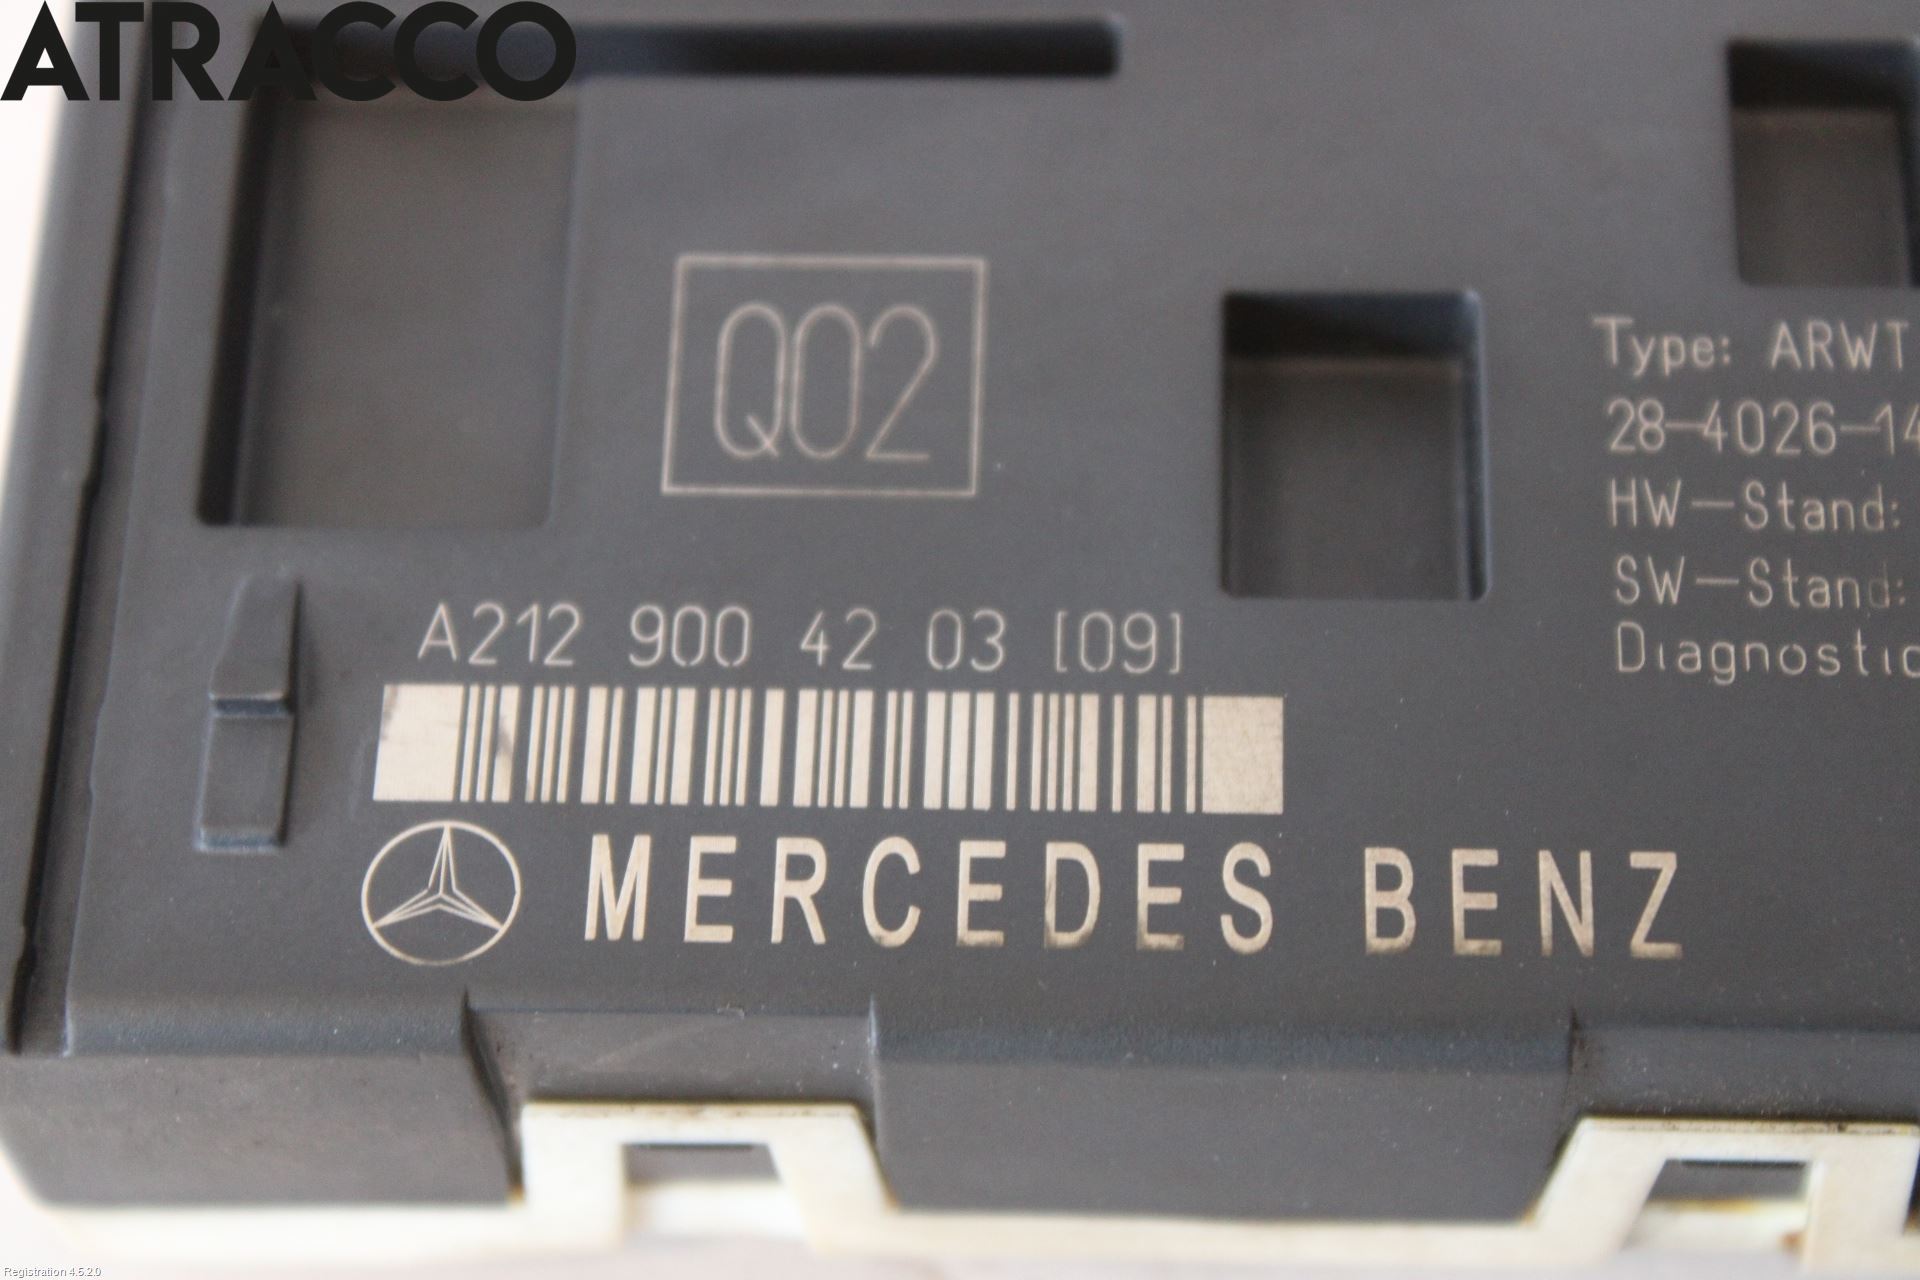 ATRACCO
Q02
Type: ARWT
28-4026-14
HW-Stand:
SW-Stand:
Diagnostic
A212 900 42 03 [09]
MERCEDES BENZ
Registration 4.5.2.0